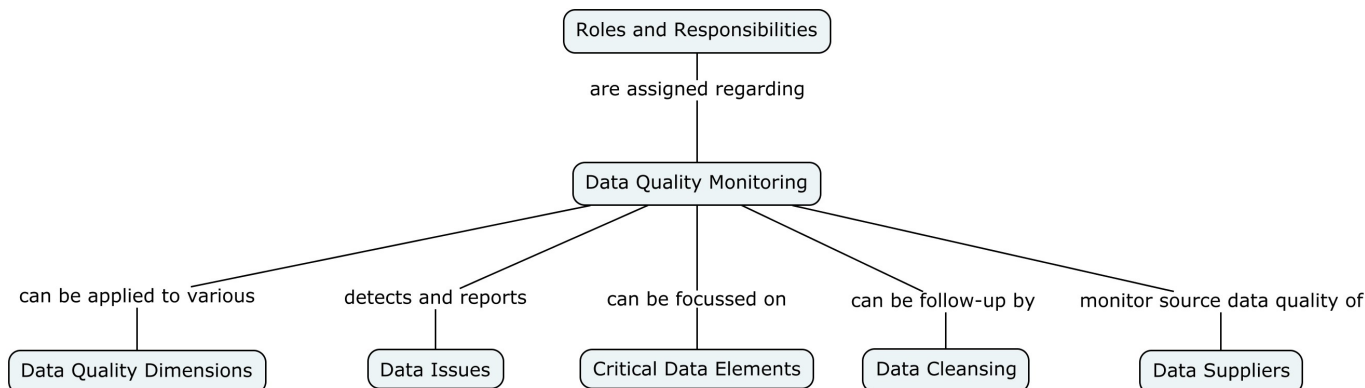 Roles and Responsibilities
are assigned regarding
Data Quality Monitoring
can be applied to various
detects and reports
can be focussed on
can be follow-up by
monitor source data quality of
Data Quality Dimensions
Data Issues
Critical Data Elements
Data Cleansing
Data Suppliers